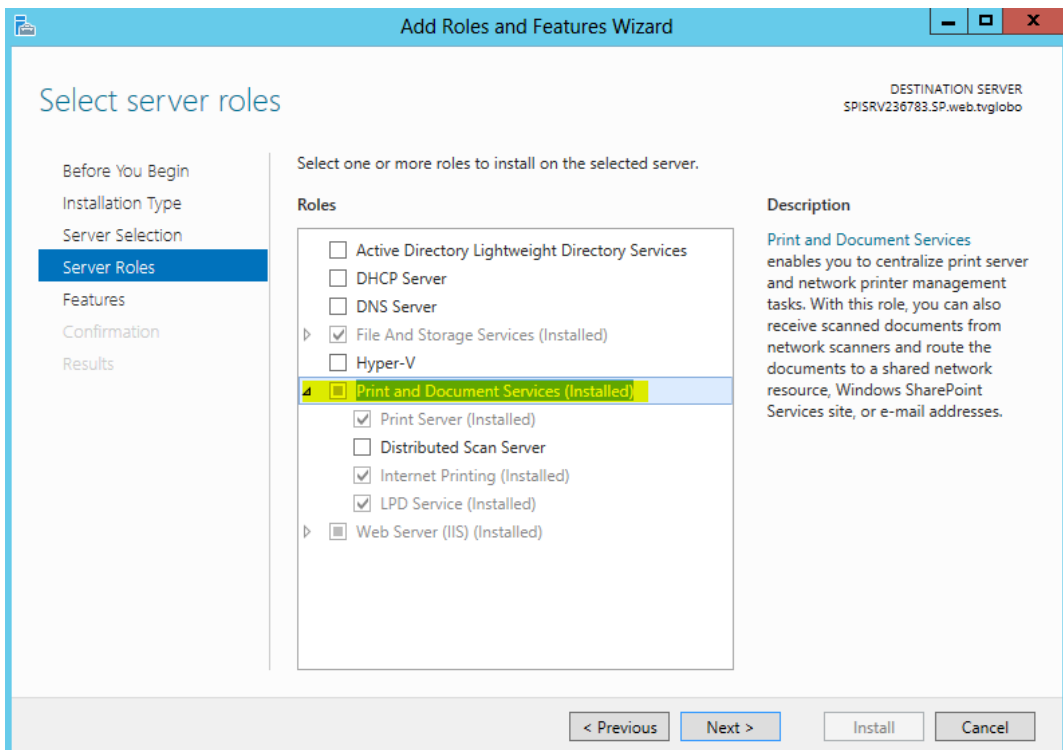 Add Roles and Features Wizard
Select server roles
DESTINATION SERVER
SPISRV236783.SP.web.tvglobo
Before You Begin
Installation Type
Server Selection
Server Roles
Features
Confirmation
Results
Select one or more roles to install on the selected server.
Roles
Active Directory Lightweight Directory Services
DHCP Server
DNS Server
File And Storage Services (Installed)
Hyper-V
Print and Document Services (Installed)
Print Server (Installed)
Distributed Scan Server
Internet Printing (Installed)
LPD Service (Installed)
Web Server (IIS) (Installed)
Description
Print and Document Services
enables you to centralize print server
and network printer management
tasks. With this role, you can also
receive scanned documents from
network scanners and route the
documents to a shared network
resource, Windows SharePoint
Services site, or e-mail addresses.
< Previous
Next >
Install
Cancel